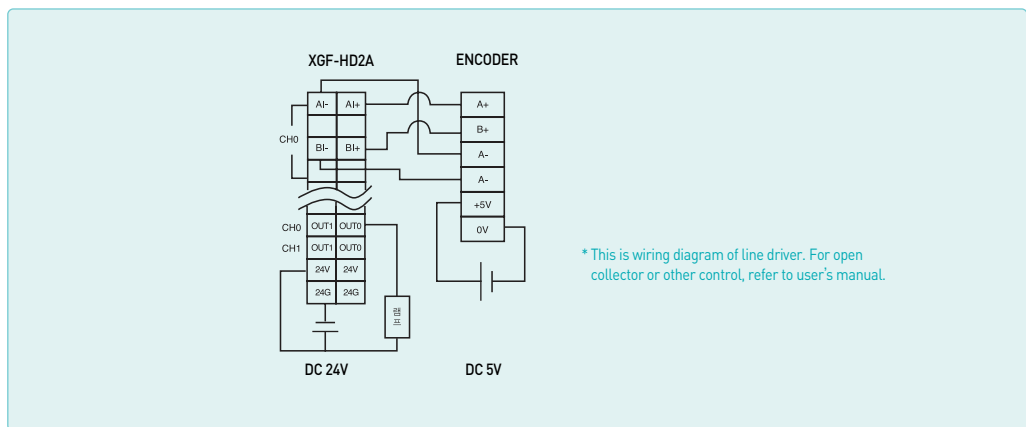 XGF-HD2A ENCODER
AI- AI+ A+
B+
CH0 BI- BI+ A-
A-
+5V
CH0 OUT1 OUT0 0V
CH1 OUT1 OUT0
24V 24V
24G 24G
램
프
DC 24V DC 5V
* This is wiring diagram of line driver. For open
collector or other control, refer to user's manual.